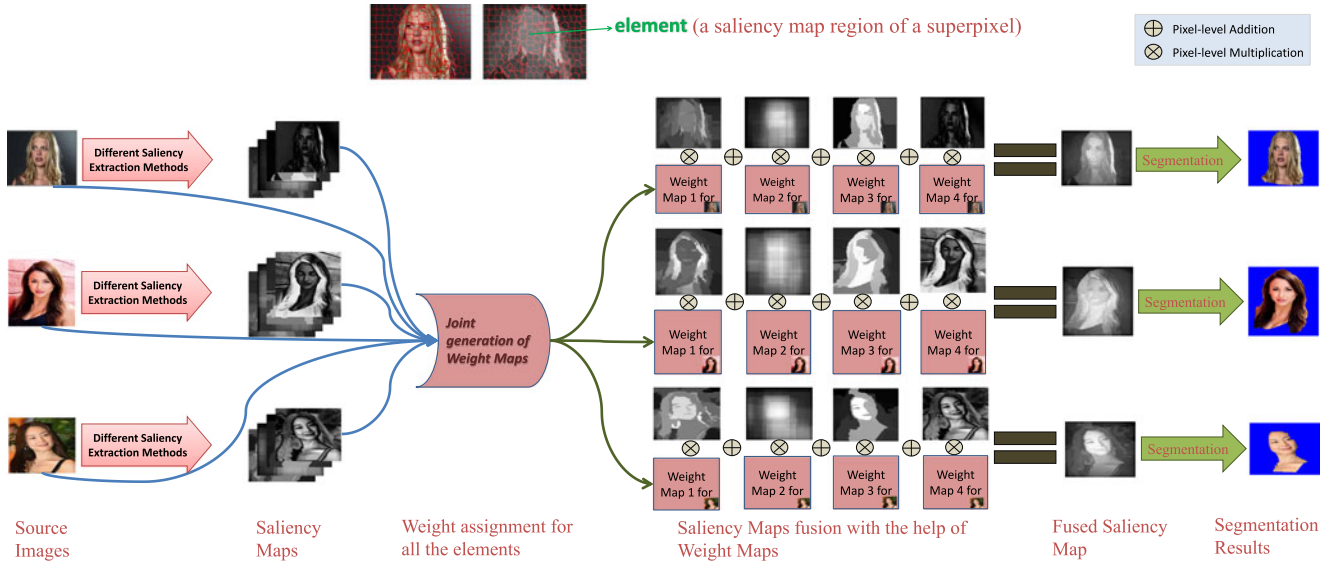 element (a saliency map region of a superpixel)
Pixel-level Addition
Pixel-level Multiplication
Different Saliency
Extraction Methods
Weight
Map 1 for
Weight
Map 2 for
Weight
Map 3 for
Weight
Map 4 for
Segmentation
Different Saliency
Extraction Methods
Joint
generation of
Weight Maps
Weight
Map 1 for
Weight
Map 2 for
Weight
Map 3 for
Weight
Map 4 for
Segmentation
Different Saliency
Extraction Methods
Weight
Map 1 for
Weight
Map 2 for
Weight
Map 3 for
Weight
Map 4 for
Segmentation
Source
Images
Saliency
Maps
Weight assignment for
all the elements
Saliency Maps fusion with the help of
Weight Maps
Fused Saliency
Map
Segmentation
Results